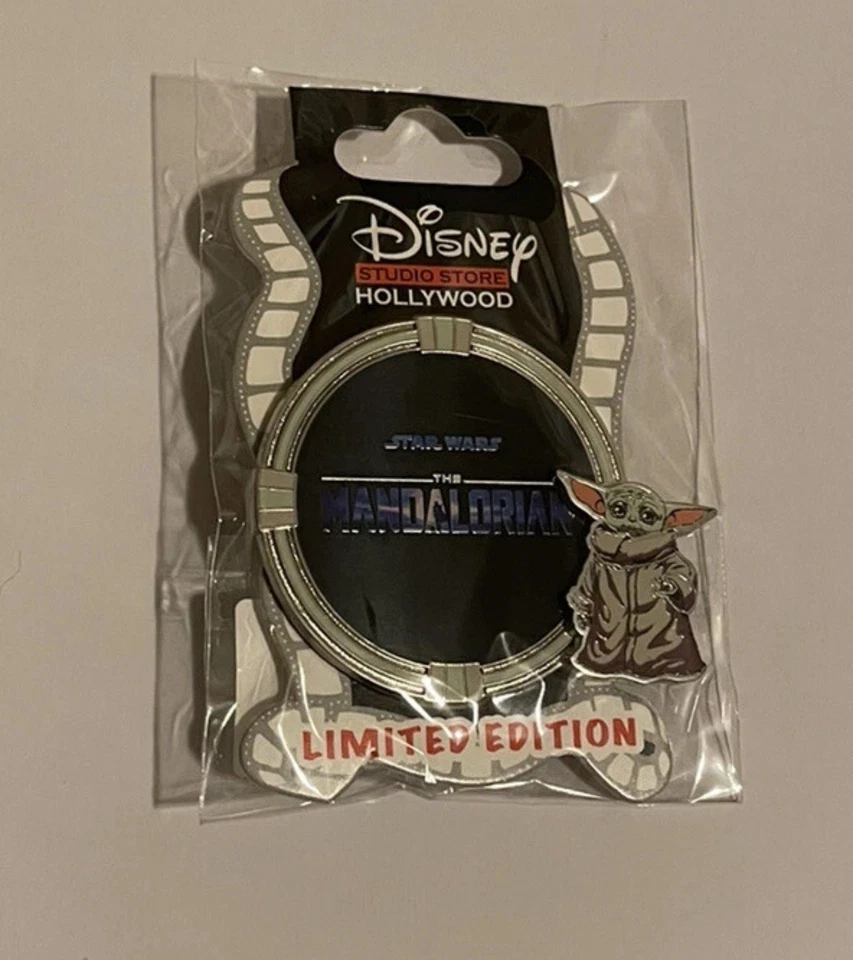 Disney
STUDIO STORE
HOLLYWOOD
STAR WARS
THE
MANDALORIAN
LIMITED EDITION